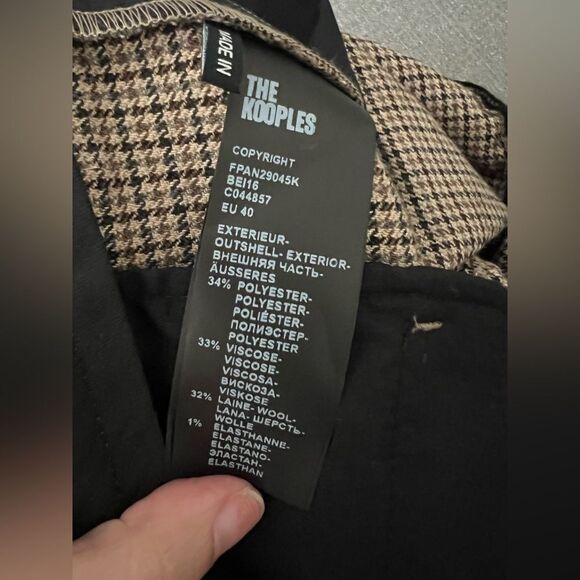 MADE IN
THE
KOOPLES
COPYRIGHT
FPAN29045K
BEI16
C044857
EU 40
EXTERIEUR-
OUTSHELL- EXTERIOR-
ВНЕШНЯЯ ЧАСТЬ-
ÄUSSERES
34% POLYESTER-
POLYESTER-
POLIÉSTER-
ПОЛИЭСТЕР-
POLYESTER
33% VISCOSE-
VISCOSE-
VISCOSA-
ВИСКОЗА-
VISKOSE
32% LAINE- WOOL-
LANA- ШЕРСТЬ-
WOLLE
1% ELASTHANNE-
ELASTANE-
ELASTANO-
ЭЛАСТАН-
ELASTHAN